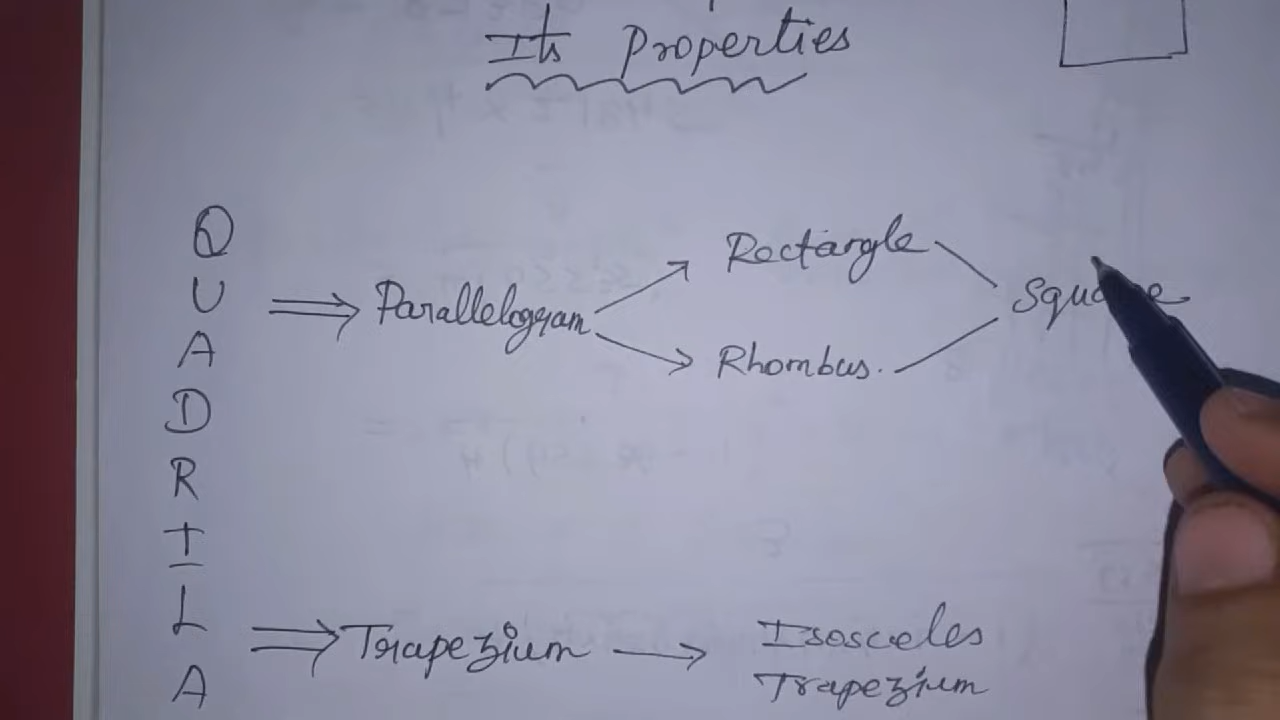 Its Properties
Q
U
A
D
R
I
L
A
Parallelogram
Rectangle
Rhombus.
Square
Trapezium
Isosceles
Trapezium